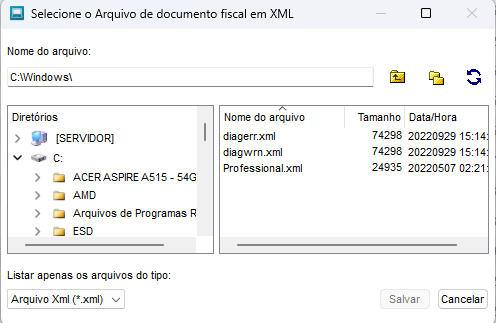 Selecione o Arquivo de documento fiscal em XML
Nome do arquivo:
C:\Windows\
Diretórios
[SERVIDOR]
C:
ACER ASPIRE A515 - 54G
AMD
Arquivos de Programas R
ESD
Nome do arquivo Tamanho Data/Hora
diagerr.xml 74298 20220929 15:14:
diagwrn.xml 74298 20220929 15:14:
Professional.xml 24935 20220507 02:21:
Listar apenas os arquivos do tipo:
Arquivo Xml (*.xml)
Salvar
Cancelar